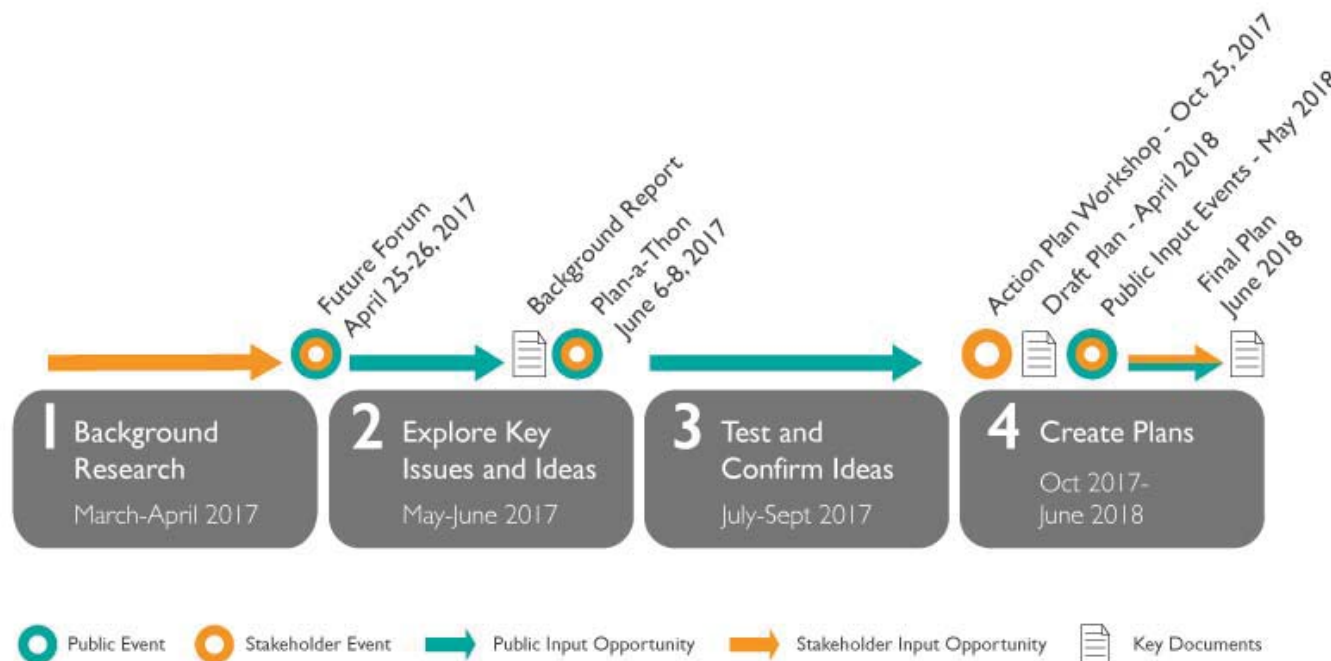 Future Forum
April 25-26, 2017
Background Report
Plan-a-Thon
June 6-8, 2017
Action Plan Workshop - Oct 25, 2017
Draft Plan - April 2018
Public Input Events - May 2018
Final Plan
June 2018
1 Background
Research
March-April 2017
2 Explore Key
Issues and Ideas
May-June 2017
3 Test and
Confirm Ideas
July-Sept 2017
4 Create Plans
Oct 2017-
June 2018
Public Event
Stakeholder Event
Public Input Opportunity
Stakeholder Input Opportunity
Key Documents